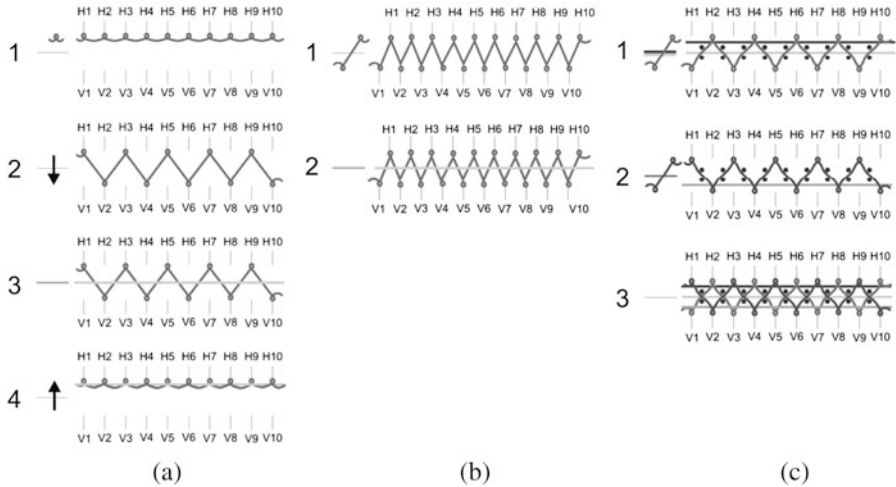 H1 H2 H3 H4 H5 H6 H7 H8 H9 H10
1
V1 V2 V3 V4 V5 V6 V7 V8 V9 V10
H1 H2 H3 H4 H5 H6 H7 H8 H9 H10
2
V1 V2 V3 V4 V5 V6 V7 V8 V9 V10
H1 H2 H3 H4 H5 H6 H7 H8 H9 H10
3
V1 V2 V3 V4 V5 V6 V7 V8 V9 V10
H1 H2 H3 H4 H5 H6 H7 H8 H9 H10
4
V1 V2 V3 V4 V5 V6 V7 V8 V9 V10
(a)
H1 H2 H3 H4 H5 H6 H7 H8 H9 H10
1
V1 V2 V3 V4 V5 V6 V7 V8 V9 V10
H1 H2 H3 H4 H5 H6 H7 H8 H9 H10
2
V1 V2 V3 V4 V5 V6 V7 V8 V9 V10
(b)
H1 H2 H3 H4 H5 H6 H7 H8 H9 H10
1
V1 V2 V3 V4 V5 V6 V7 V8 V9 V10
H1 H2 H3 H4 H5 H6 H7 H8 H9 H10
2
V1 V2 V3 V4 V5 V6 V7 V8 V9 V10
H1 H2 H3 H4 H5 H6 H7 H8 H9 H10
3
V1 V2 V3 V4 V5 V6 V7 V8 V9 V10
(c)